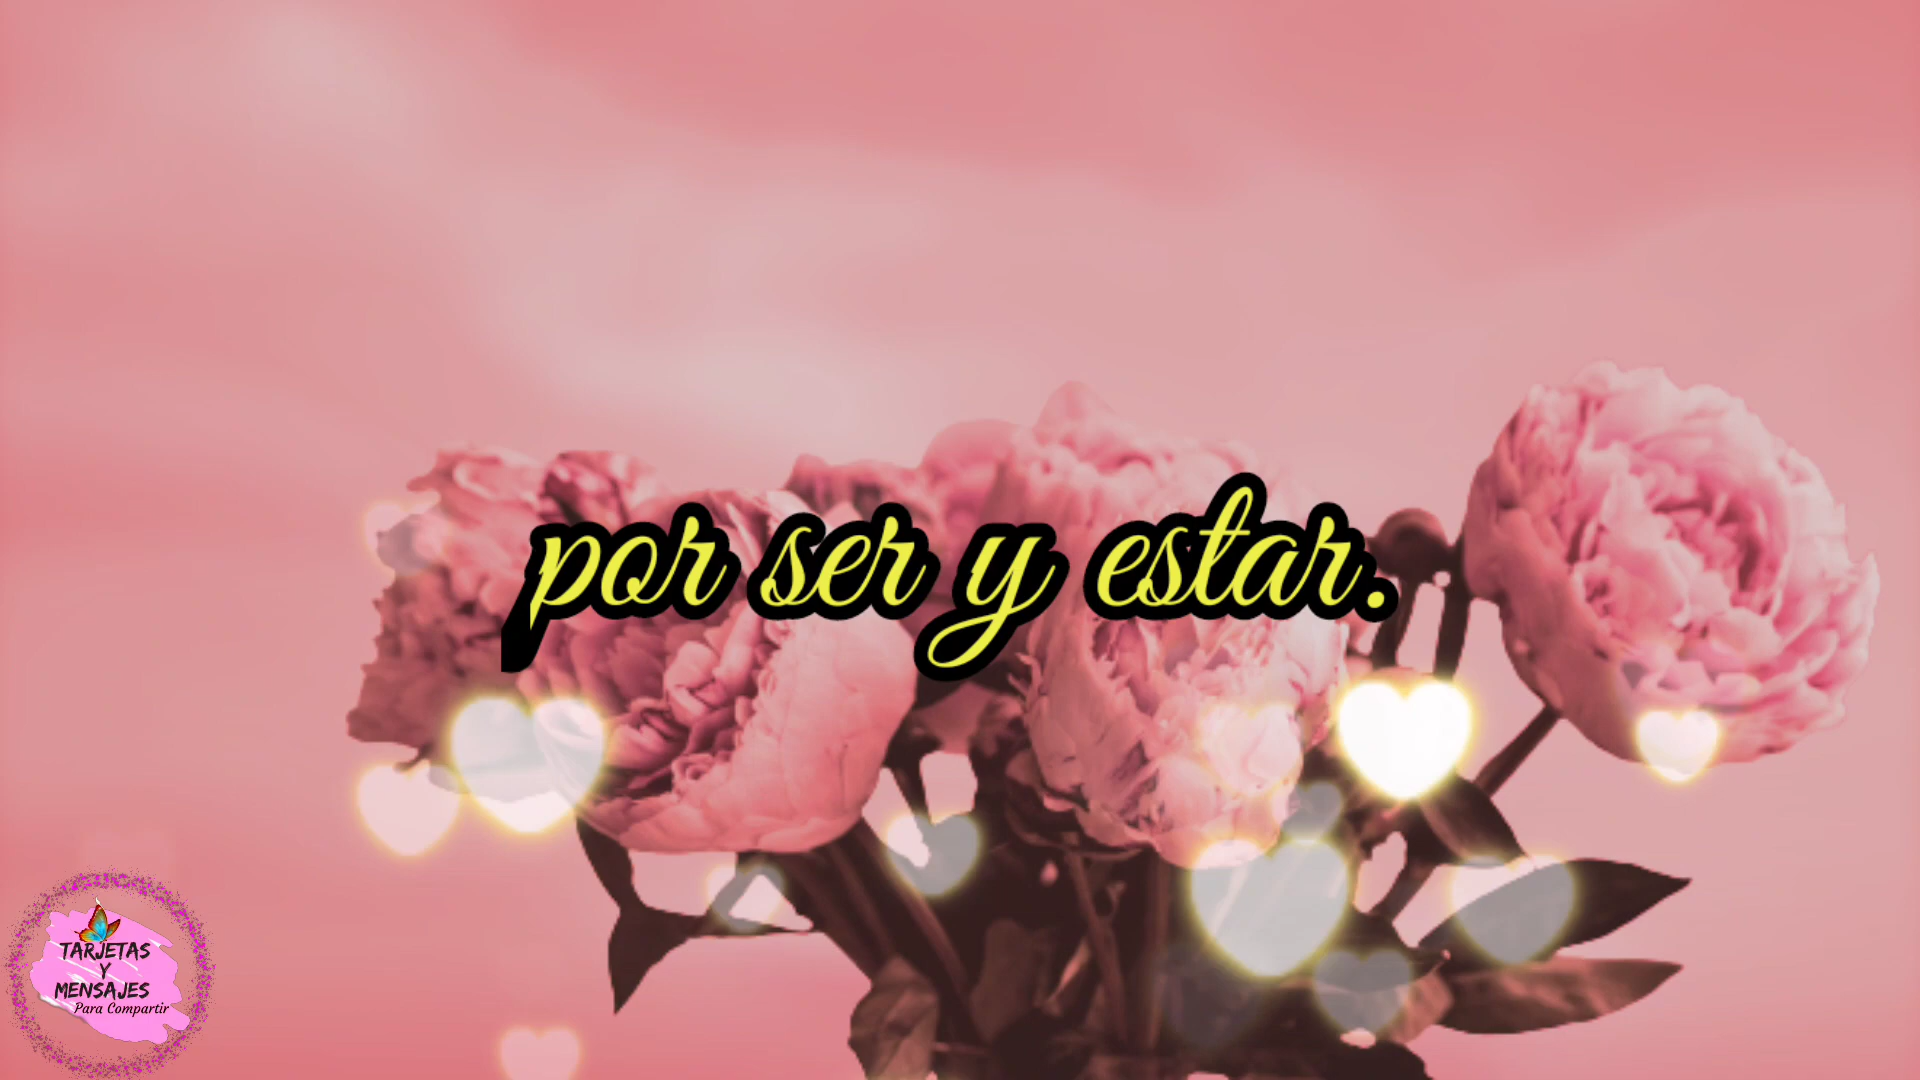 por ser y estar.
TARJETAS
Y
MENSAJES
Para Compartir